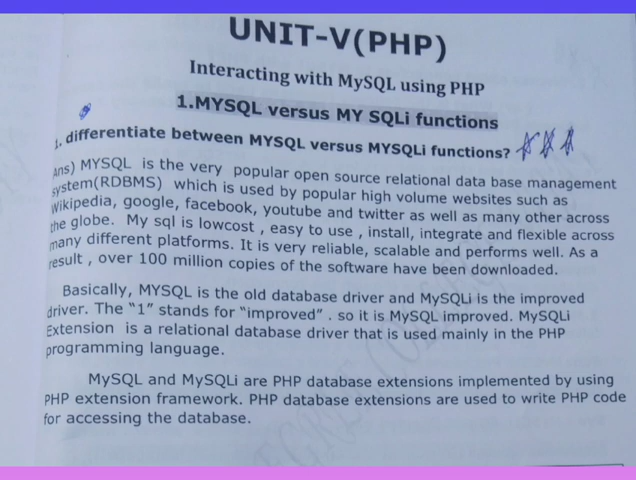 UNIT-V(PHP)
Interacting with MySQL using PHP
1.MYSQL versus MY SQLi functions
1. differentiate between MYSQL versus MYSQLi functions?
Ans) MYSQL is the very popular open source relational data base management
system(RDBMS) which is used by popular high volume websites such as
Wikipedia, google, facebook, youtube and twitter as well as many other across
the globe. My sql is lowcost , easy to use , install, integrate and flexible across
many different platforms. It is very reliable, scalable and performs well. As a
result , over 100 million copies of the software have been downloaded.
Basically, MYSQL is the old database driver and MySQLi is the improved
driver. The “1” stands for “improved” . so it is MySQL improved. MYSQLi
Extension is a relational database driver that is used mainly in the PHP
programming language.
MySQL and MySQLi are PHP database extensions implemented by using
PHP extension framework. PHP database extensions are used to write PHP code
for accessing the database.